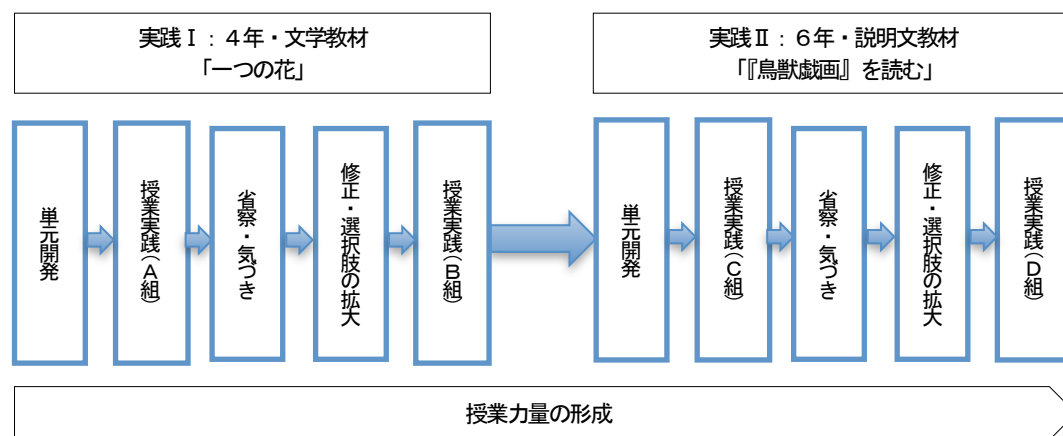 実践Ⅰ：４年・文学教材
「一つの花」
実践Ⅱ：６年・説明文教材
「『鳥獣戯画』を読む」
単元開発
授業実践（Ａ組）
省察・気づき
修正・選択肢の拡大
授業実践（Ｂ組）
単元開発
授業実践（Ｃ組）
省察・気づき
修正・選択肢の拡大
授業実践（Ｄ組）
授業力量の形成